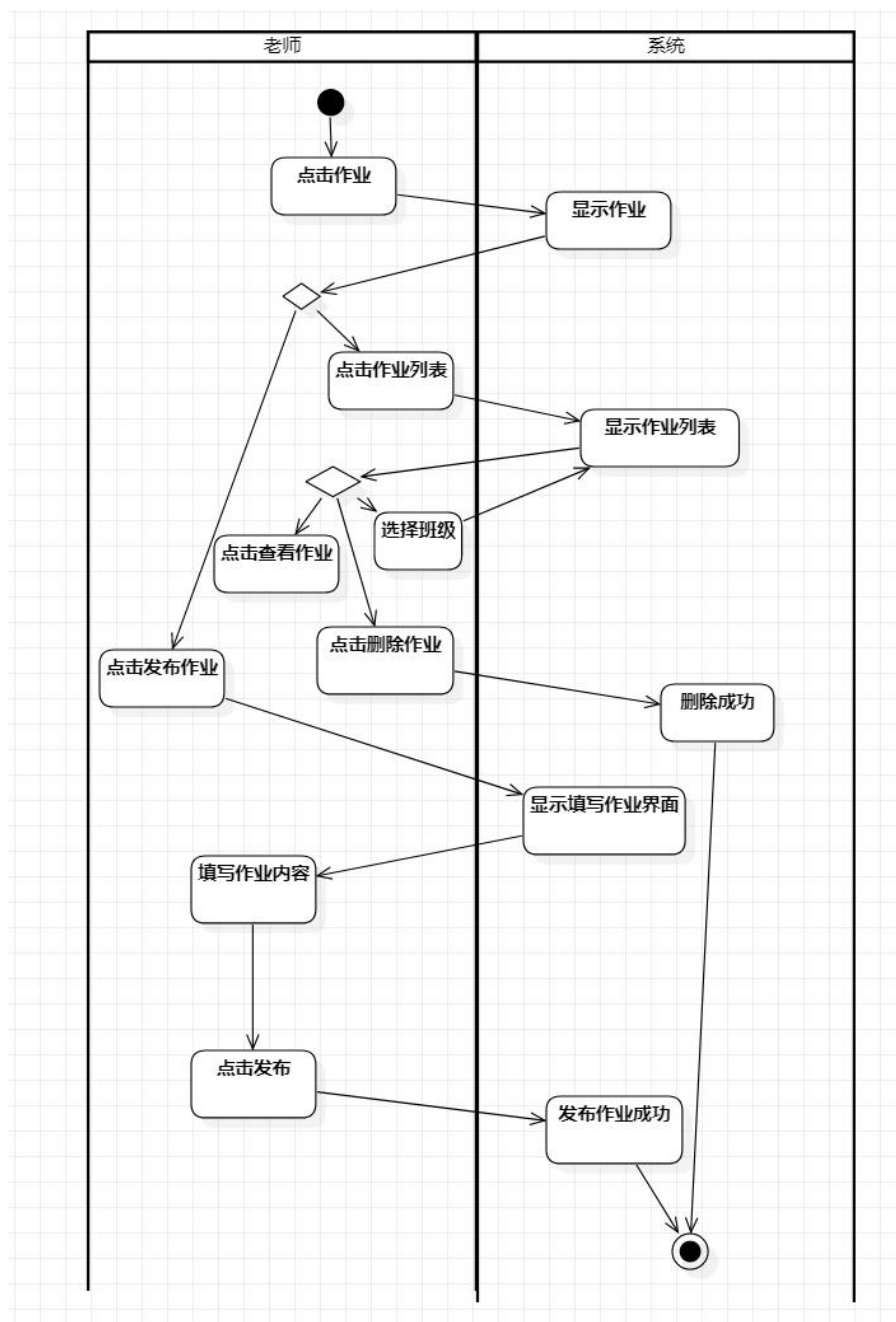 老师
系统
点击作业
显示作业
点击作业列表
显示作业列表
选择班级
点击查看作业
点击删除作业
点击发布作业
删除成功
显示填写作业界面
填写作业内容
点击发布
发布作业成功